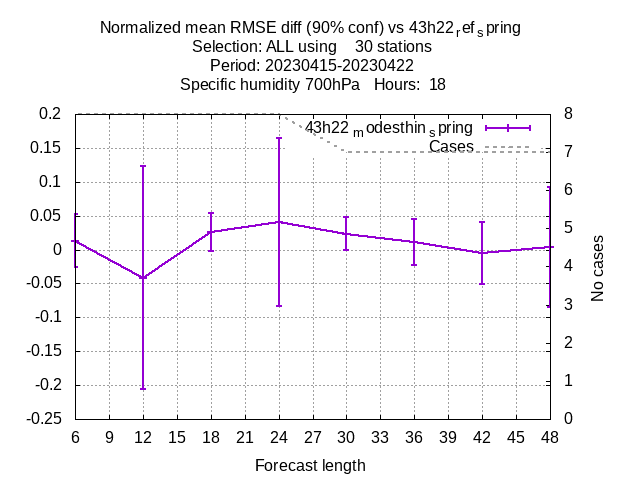 Normalized mean RMSE diff (90% conf) vs 43h22ᵣefₛpring
Selection: ALL using 30 stations
Period: 20230415-20230422
Specific humidity 700hPa Hours: 18
43h22ₘodesthinₛpring
Cases
0.2
0.15
0.1
0.05
0
-0.05
-0.1
-0.15
-0.2
-0.25
8
7
6
5
4
3
2
1
0
No cases
6 9 12 15 18 21 24 27 30 33 36 39 42 45 48
Forecast length